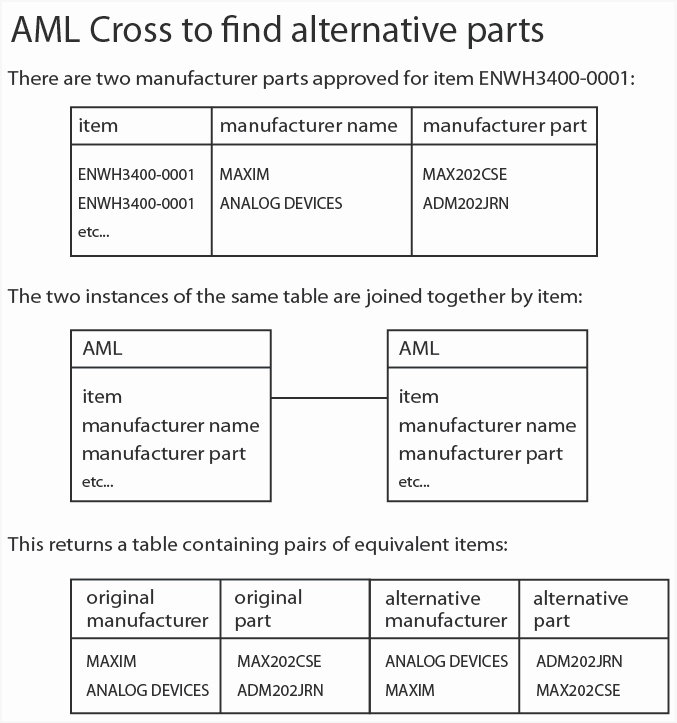 AML Cross to find alternative parts
There are two manufacturer parts approved for item ENWH3400-0001:
item manufacturer name manufacturer part
ENWH3400-0001 MAXIM MAX202CSE
ENWH3400-0001 ANALOG DEVICES ADM202JRN
etc...
The two instances of the same table are joined together by item:
AML AML
item item
manufacturer name manufacturer name
manufacturer part manufacturer part
etc... etc...
This returns a table containing pairs of equivalent items:
original original alternative alternative
manufacturer part manufacturer part
MAXIM MAX202CSE ANALOG DEVICES ADM202JRN
ANALOG DEVICES ADM202JRN MAXIM MAX202CSE